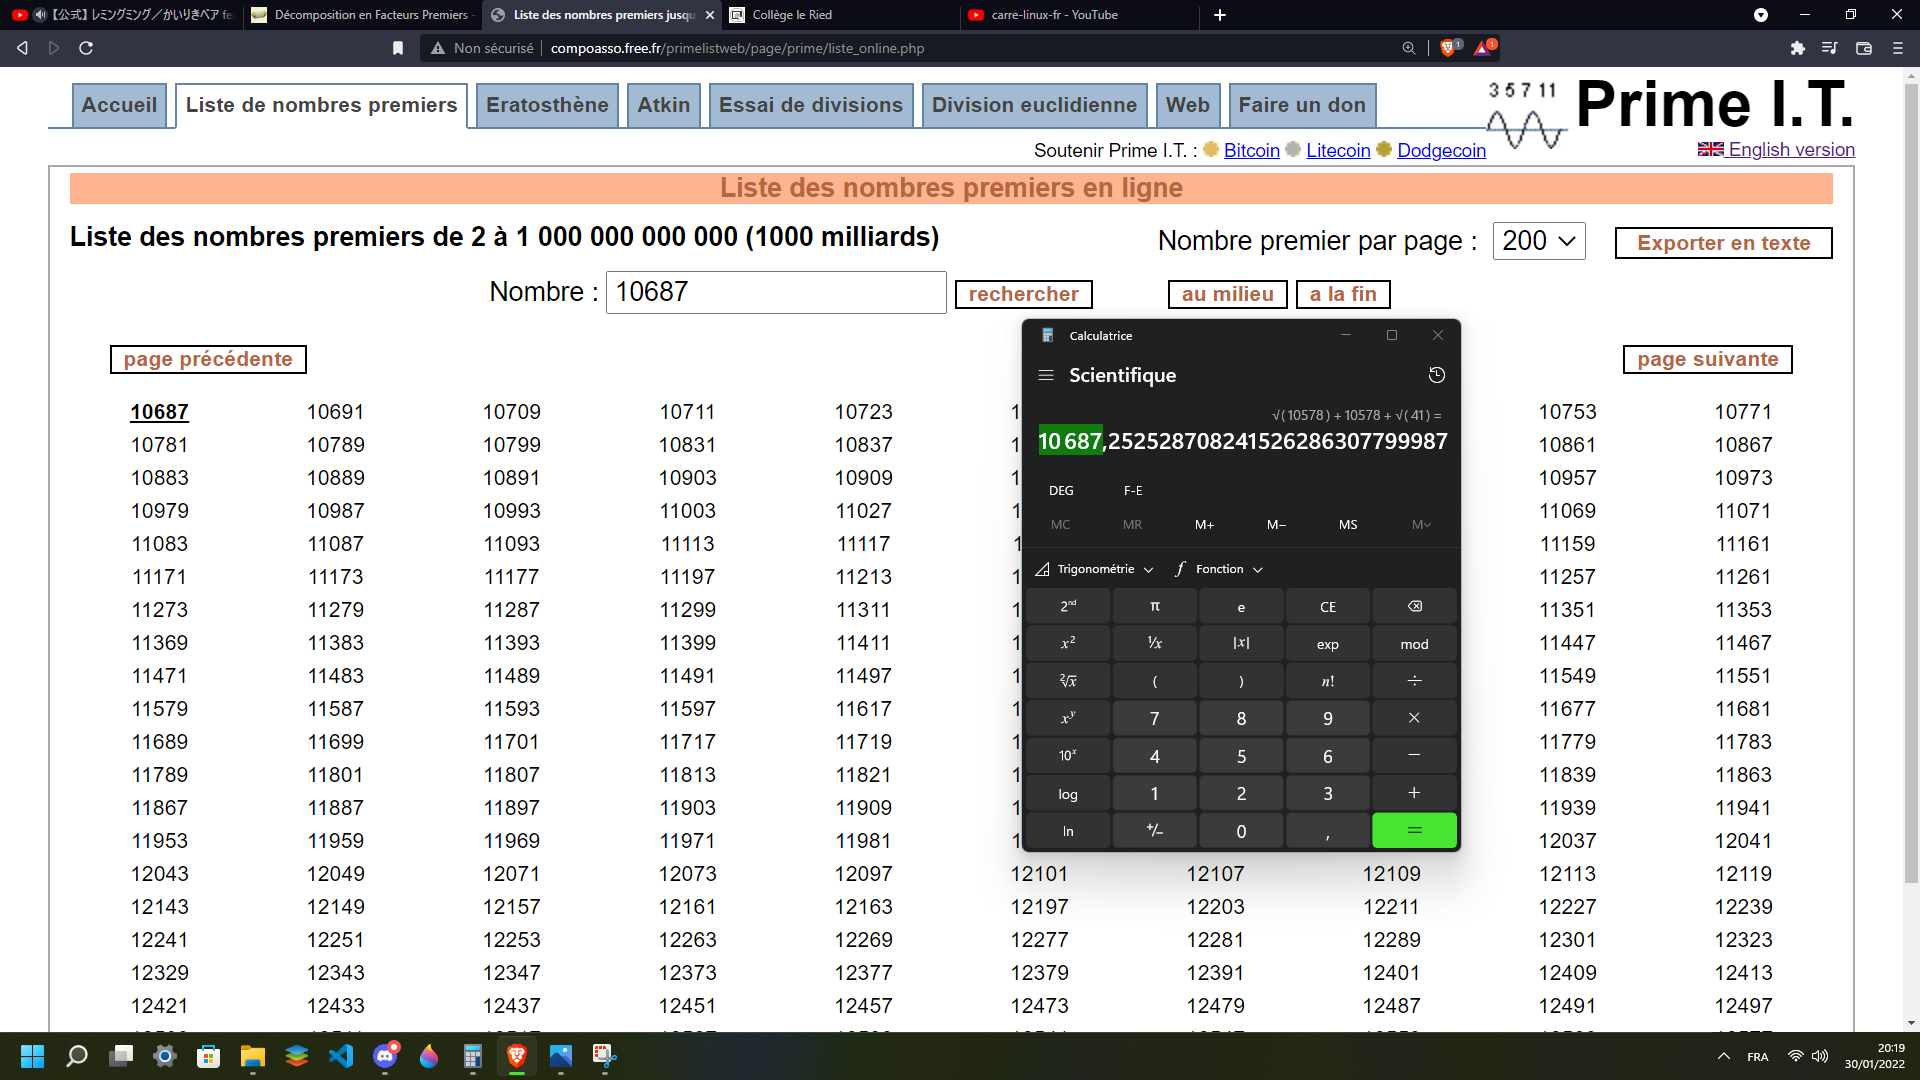 【公式】レミングミング／かいりきベア fe
Décomposition en Facteurs Premiers -
Liste des nombres premiers jusqu
Collège le Ried
carre-linux-fr - YouTube
Non sécurisé
compoasso.free.fr/primelistweb/page/prime/liste_online.php
1
1
Accueil
Liste de nombres premiers
Eratosthène
Atkin
Essai de divisions
Division euclidienne
Web
Faire un don
3 5 7 11
Prime I.T.
Soutenir Prime I.T. : Bitcoin Litecoin Dodgecoin
English version
Liste des nombres premiers en ligne
Liste des nombres premiers de 2 à 1 000 000 000 000 (1000 milliards)
Nombre premier par page : 200
Exporter en texte
Nombre : 10687
rechercher
au milieu
a la fin
page précédente
page suivante
10687 10691 10709 10711 10723 1 10753 10771
10781 10789 10799 10831 10837 10861 10867
10883 10889 10891 10903 10909 1 10957 10973
10979 10987 10993 11003 11027 1 11069 11071
11083 11087 11093 11113 11117 1 11159 11161
11171 11173 11177 11197 11213 1 11257 11261
11273 11279 11287 11299 11311 1 11351 11353
11369 11383 11393 11399 11411 1 11447 11467
11471 11483 11489 11491 11497 1 11549 11551
11579 11587 11593 11597 11617 1 11677 11681
11689 11699 11701 11717 11719 1 11779 11783
11789 11801 11807 11813 11821 1 11839 11863
11867 11887 11897 11903 11909 1 11939 11941
11953 11959 11969 11971 11981 1 12037 12041
12043 12049 12071 12073 12097 12101 12107 12109 12113 12119
12143 12149 12157 12161 12163 12197 12203 12211 12227 12239
12241 12251 12253 12263 12269 12277 12281 12289 12301 12323
12329 12343 12347 12373 12377 12379 12391 12401 12409 12413
12421 12433 12437 12451 12457 12473 12479 12487 12491 12497
Calculatrice
Scientifique
√(10578) + 10578 + √(41) =
10 687,2525287082415262863077799987
DEG F-E
MC MR M+ M− MS M
Trigonométrie
f Fonction
2nd π e CE
x² ¹/x |x| exp mod
²√x ( ) n! ÷
xʸ 7 8 9 ×
10ˣ 4 5 6 −
log 1 2 3 +
ln +/− 0 , =
FRA
20:19
30/01/2022